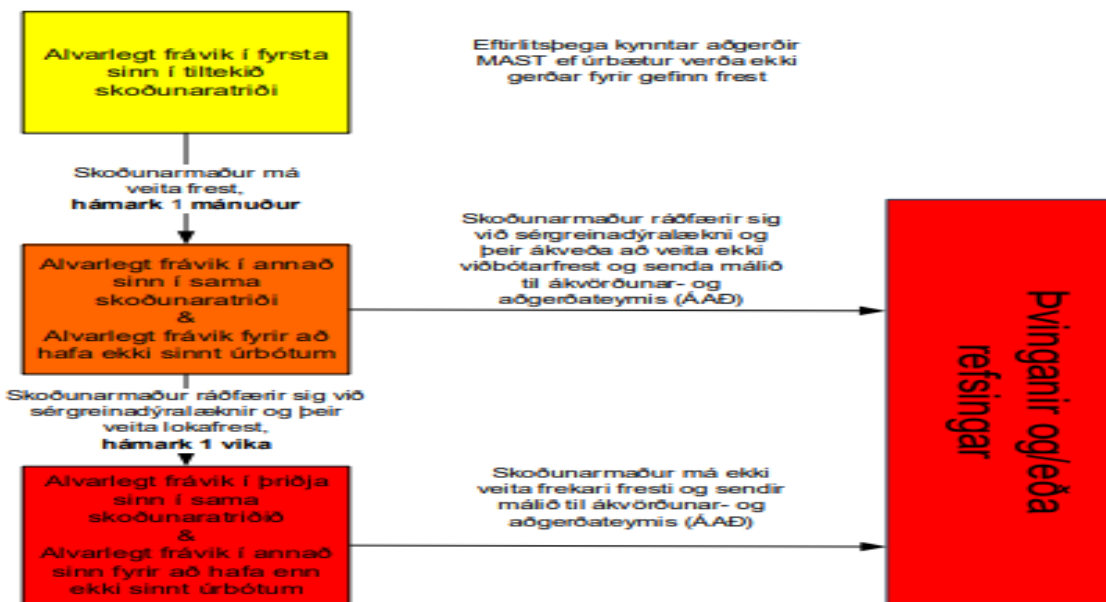 Alvarlegt frávik í fyrsta
sinn í tiltekið
skoðunaratriði
Eftirlitsþega kynntar aðgerðir
MAST ef úrbætur verða ekki
gerðar fyrir gefinn frest
Skoðunarmaður má
veita frest,
hámark 1 mánuður
Alvarlegt frávik í annað
sinn í sama
skoðunaratriði
&
Alvarlegt frávik fyrir að
hafa ekki sinnt úrbótum
Skoðunarmaður ráðfærir sig
við sérgreinadýralækni og
þeir ákveða að veita ekki
viðbótarfrest og senda málið
til ákvörðunar- og
aðgerðateymis (ÁAÐ)
Skoðunarmaður ráðfærir sig við
sérgreinadýralæknir og þeir
veita lokafrest,
hámark 1 vika
Alvarlegt frávik í þriðja
sinn í sama
skoðunaratriðið
&
Alvarlegt frávik í annað
sinn fyrir að hafa enn
ekki sinnt úrbótum
Skoðunarmaður má ekki
veita frekari fresti og sendir
málið til ákvörðunar- og
aðgerðateymis (ÁAÐ)
Þvinganir og/eða
refsingar